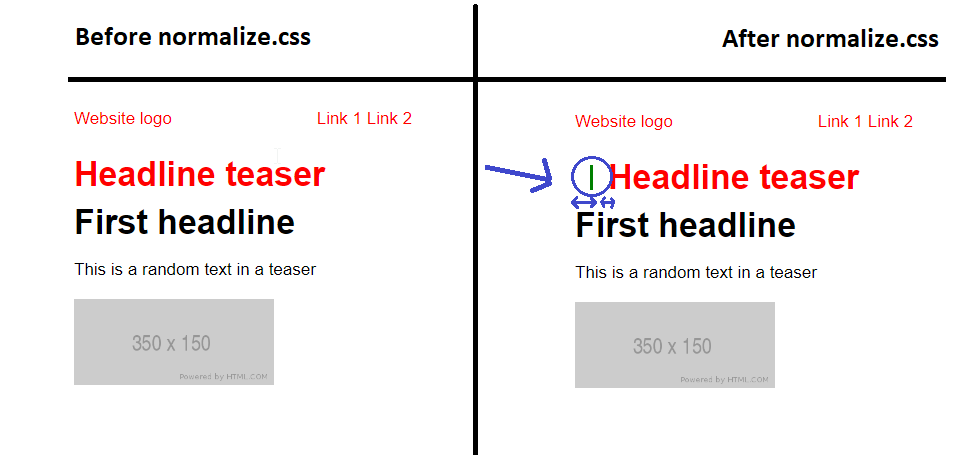 Before normalize.css
After normalize.css
Website logo
Link 1 Link 2
Headline teaser
First headline
This is a random text in a teaser
350 x 150
Powered by HTML.COM
Website logo
Link 1 Link 2
| Headline teaser
First headline
This is a random text in a teaser
350 x 150
Powered by HTML.COM